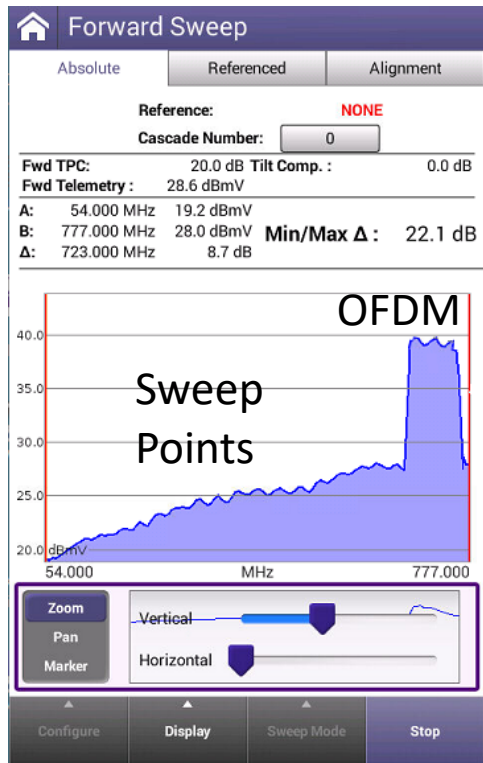 Forward Sweep
Absolute Referenced Alignment
Reference: NONE
Cascade Number: 0
Fwd TPC: 20.0 dB Tilt Comp. : 0.0 dB
Fwd Telemetry : 28.6 dBmV
A: 54.000 MHz 19.2 dBmV
B: 777.000 MHz 28.0 dBmV Min/Max Δ : 22.1 dB
Δ: 723.000 MHz 8.7 dB
OFDM
40.0
35.0
Sweep
30.0
Points
25.0
20.0 dBmV
54.000 MHz 777.000
Zoom
Pan
Marker
Vertical
Horizontal
Configure Display Sweep Mode Stop